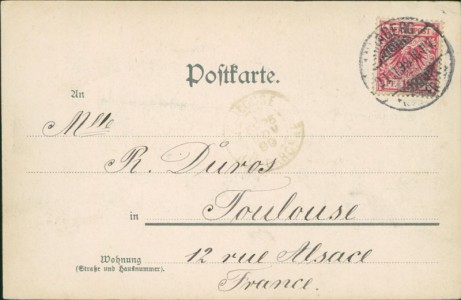 Postkarte.
An
Mlle
R. Duros
in Toulouse
Wohnung
(Straße und Hausnummer).
12 rue Alsace
France.